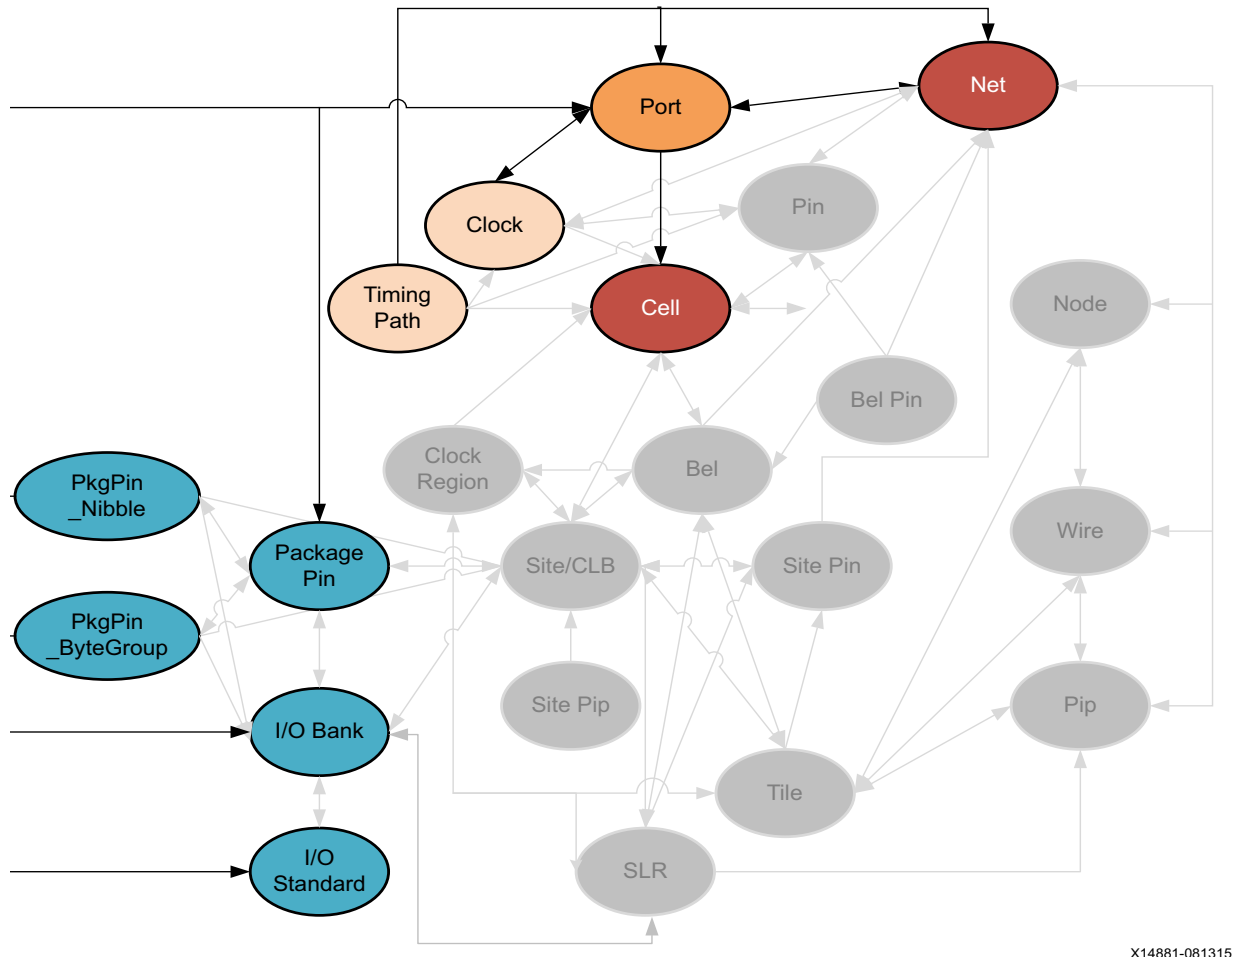 Net
Port
Pin
Clock
Timing
Path
Cell
Node
Bel Pin
Clock
Region
Bel
PkgPin
_Nibble
Wire
Package
Pin
Site/CLB
Site Pin
PkgPin
_ByteGroup
Site Pip
Pip
I/O Bank
Tile
I/O
Standard
SLR
X14881-081315